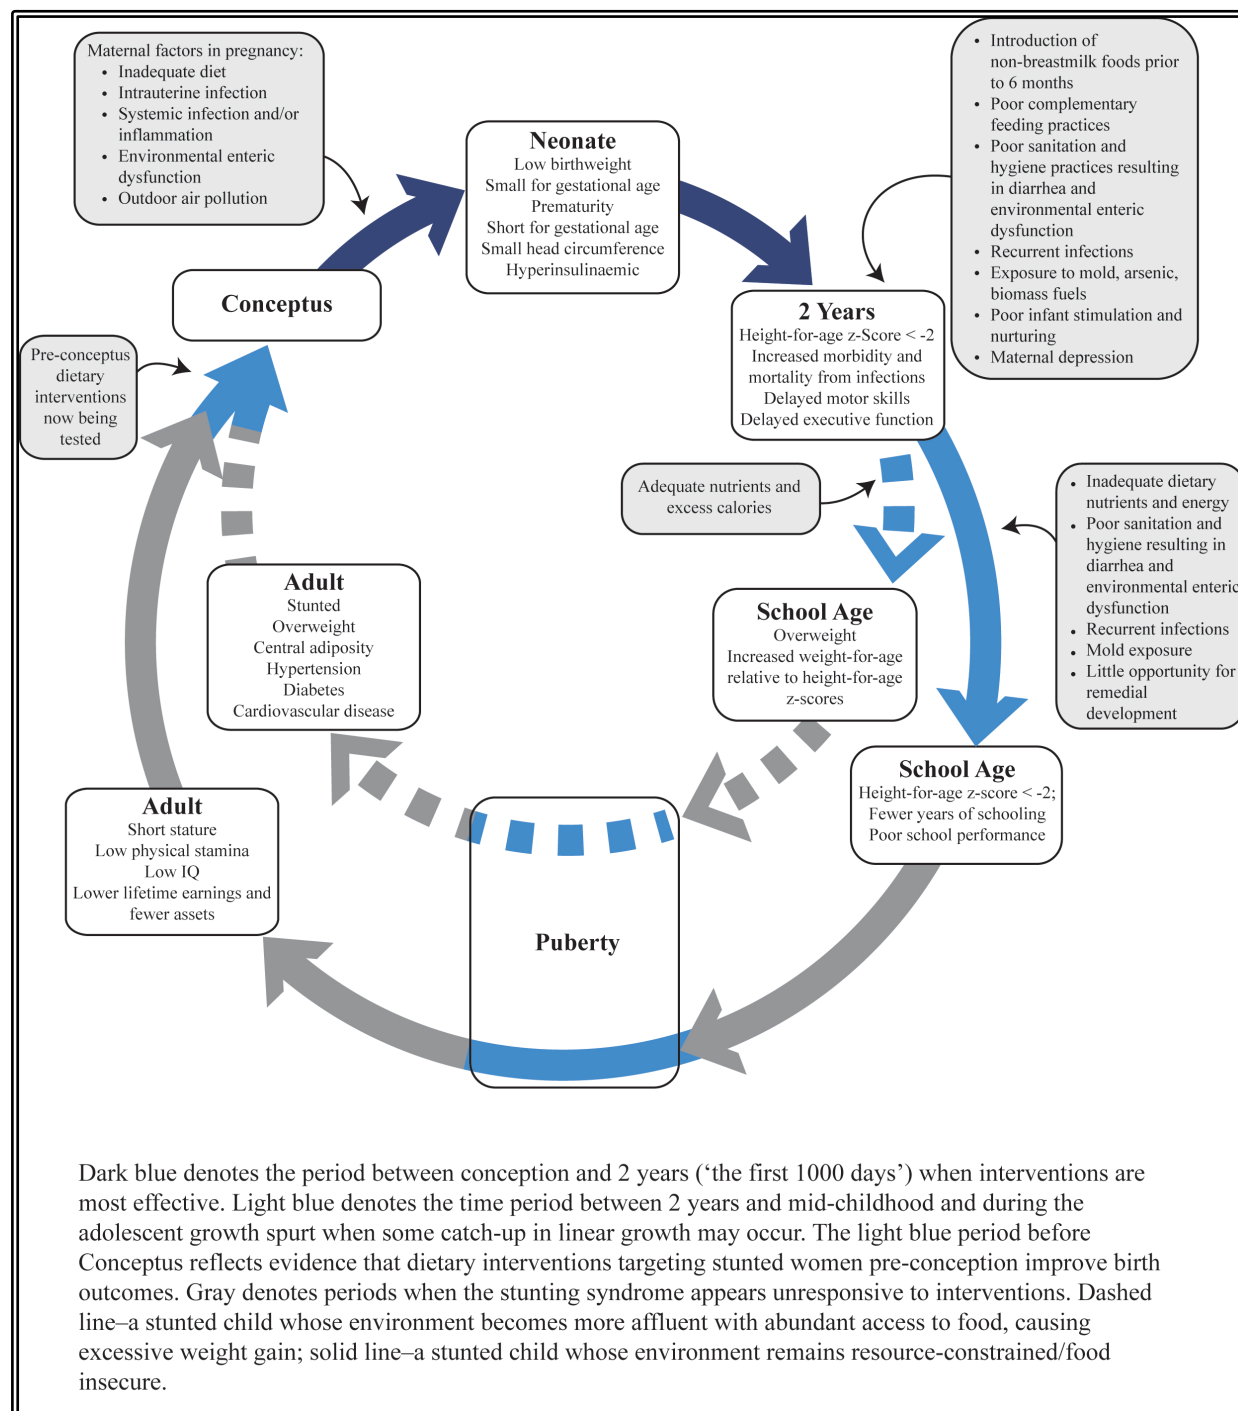 Maternal factors in pregnancy:
• Inadequate diet
• Intrauterine infection
• Systemic infection and/or
inflammation
• Environmental enteric
dysfunction
• Outdoor air pollution
Neonate
Low birthweight
Small for gestational age
Prematurity
Short for gestational age
Small head circumference
Hyperinsulinaemic
• Introduction of
non-breastmilk foods prior
to 6 months
• Poor complementary
feeding practices
• Poor sanitation and
hygiene practices resulting
in diarrhea and
environmental enteric
dysfunction
• Recurrent infections
• Exposure to mold, arsenic,
biomass fuels
• Poor infant stimulation and
nurturing
• Maternal depression
Conceptus
2 Years
Height-for-age z-Score < -2
Increased morbidity and
mortality from infections
Delayed motor skills
Delayed executive function
Pre-conceptus
dietary
interventions
now being
tested
Adequate nutrients and
excess calories
• Inadequate dietary
nutrients and energy
• Poor sanitation and
hygiene resulting in
diarrhea and
environmental enteric
dysfunction
• Recurrent infections
• Mold exposure
• Little opportunity for
remedial
development
Adult
Stunted
Overweight
Central adiposity
Hypertension
Diabetes
Cardiovascular disease
School Age
Overweight
Increased weight-for-age
relative to height-for-age
z-scores
School Age
Height-for-age z-score < -2;
Fewer years of schooling
Poor school performance
Adult
Short stature
Low physical stamina
Low IQ
Lower lifetime earnings and
fewer assets
Puberty
Dark blue denotes the period between conception and 2 years (‘the first 1000 days’) when interventions are
most effective. Light blue denotes the time period between 2 years and mid-childhood and during the
adolescent growth spurt when some catch-up in linear growth may occur. The light blue period before
Conceptus reflects evidence that dietary interventions targeting stunted women pre-conception improve birth
outcomes. Gray denotes periods when the stunting syndrome appears unresponsive to interventions. Dashed
line–a stunted child whose environment becomes more affluent with abundant access to food, causing
excessive weight gain; solid line–a stunted child whose environment remains resource-constrained/food
insecure.